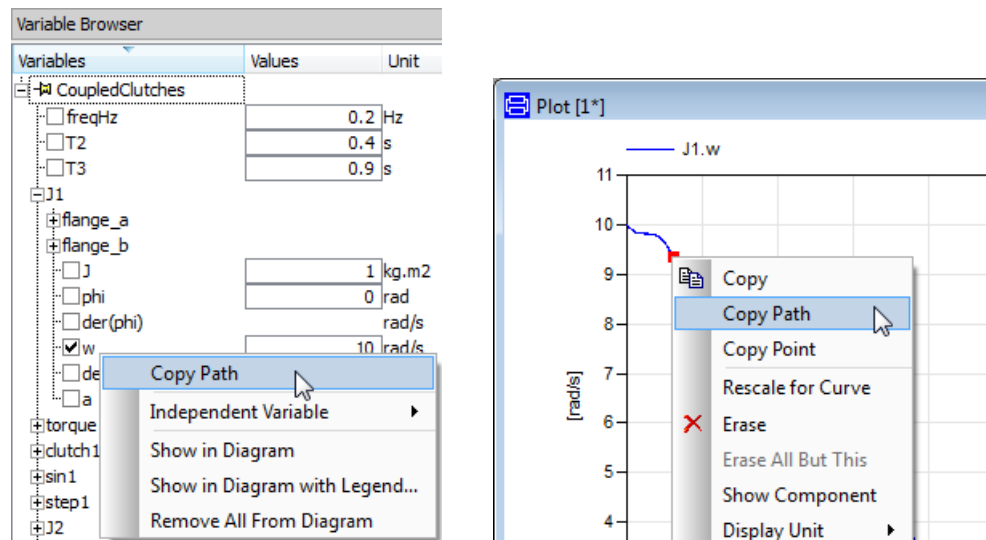 Variable Browser
Variables Values Unit
CoupledClutches
freqHz 0.2 Hz
T2 0.4 s
T3 0.9 s
J1
flange_a
flange_b
J 1 kg.m2
phi 0 rad
der(phi) rad/s
w 10 rad/s
de
a
torque
clutch1
sin1
step1
J2
Copy Path
Independent Variable
Show in Diagram
Show in Diagram with Legend...
Remove All From Diagram
Plot [1*]
J1.w
11
10
9
8
7
6
5
4
[rad/s]
Copy
Copy Path
Copy Point
Rescale for Curve
Erase
Erase All But This
Show Component
Display Unit